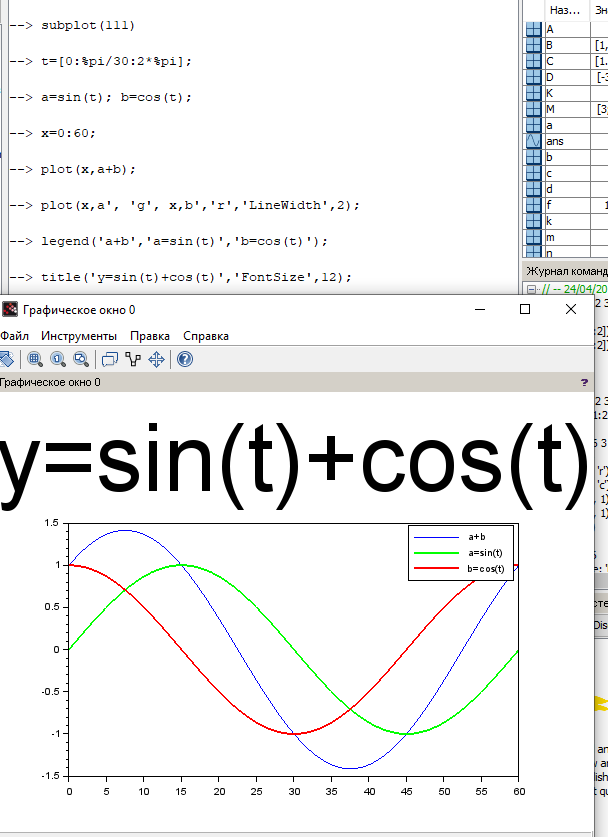 --> subplot(111)
--> t=[0:%pi/30:2*%pi];
--> a=sin(t); b=cos(t);
--> x=0:60;
--> plot(x,a+b);
--> plot(x,a', 'g', x,b','r','LineWidth',2);
--> legend('a+b','a=sin(t)','b=cos(t)');
--> title('y=sin(t)+cos(t)','FontSize',12);
Наз... Зн
A
B [1,
C [1.
D [-3
K
M [3,
a
ans
b
c
d
f 1
k
m
n
Журнал команд
// -- 24/04/20
Графическое окно 0
Файл Инструменты Правка Справка
Графическое окно 0 ?
y=sin(t)+cos(t)
a+b
a=sin(t)
b=cos(t)
1.5
1
0.5
0
-0.5
-1
-1.5
0 5 10 15 20 25 30 35 40 45 50 55 60